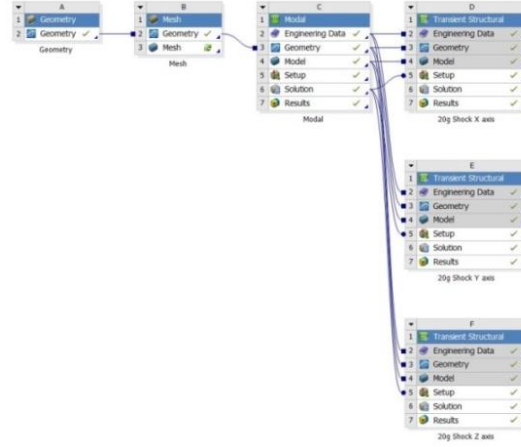 A
1 Geometry
2 Geometry
Geometry
B
1 Mesh
2 Geometry
3 Mesh
Mesh
C
1 Modal
2 Engineering Data
3 Geometry
4 Model
5 Setup
6 Solution
7 Results
Modal
D
1 Transient Structural
2 Engineering Data
3 Geometry
4 Model
5 Setup
6 Solution
7 Results
20g Shock X axis
E
1 Transient Structural
2 Engineering Data
3 Geometry
4 Model
5 Setup
6 Solution
7 Results
20g Shock Y axis
F
1 Transient Structural
2 Engineering Data
3 Geometry
4 Model
5 Setup
6 Solution
7 Results
20g Shock Z axis